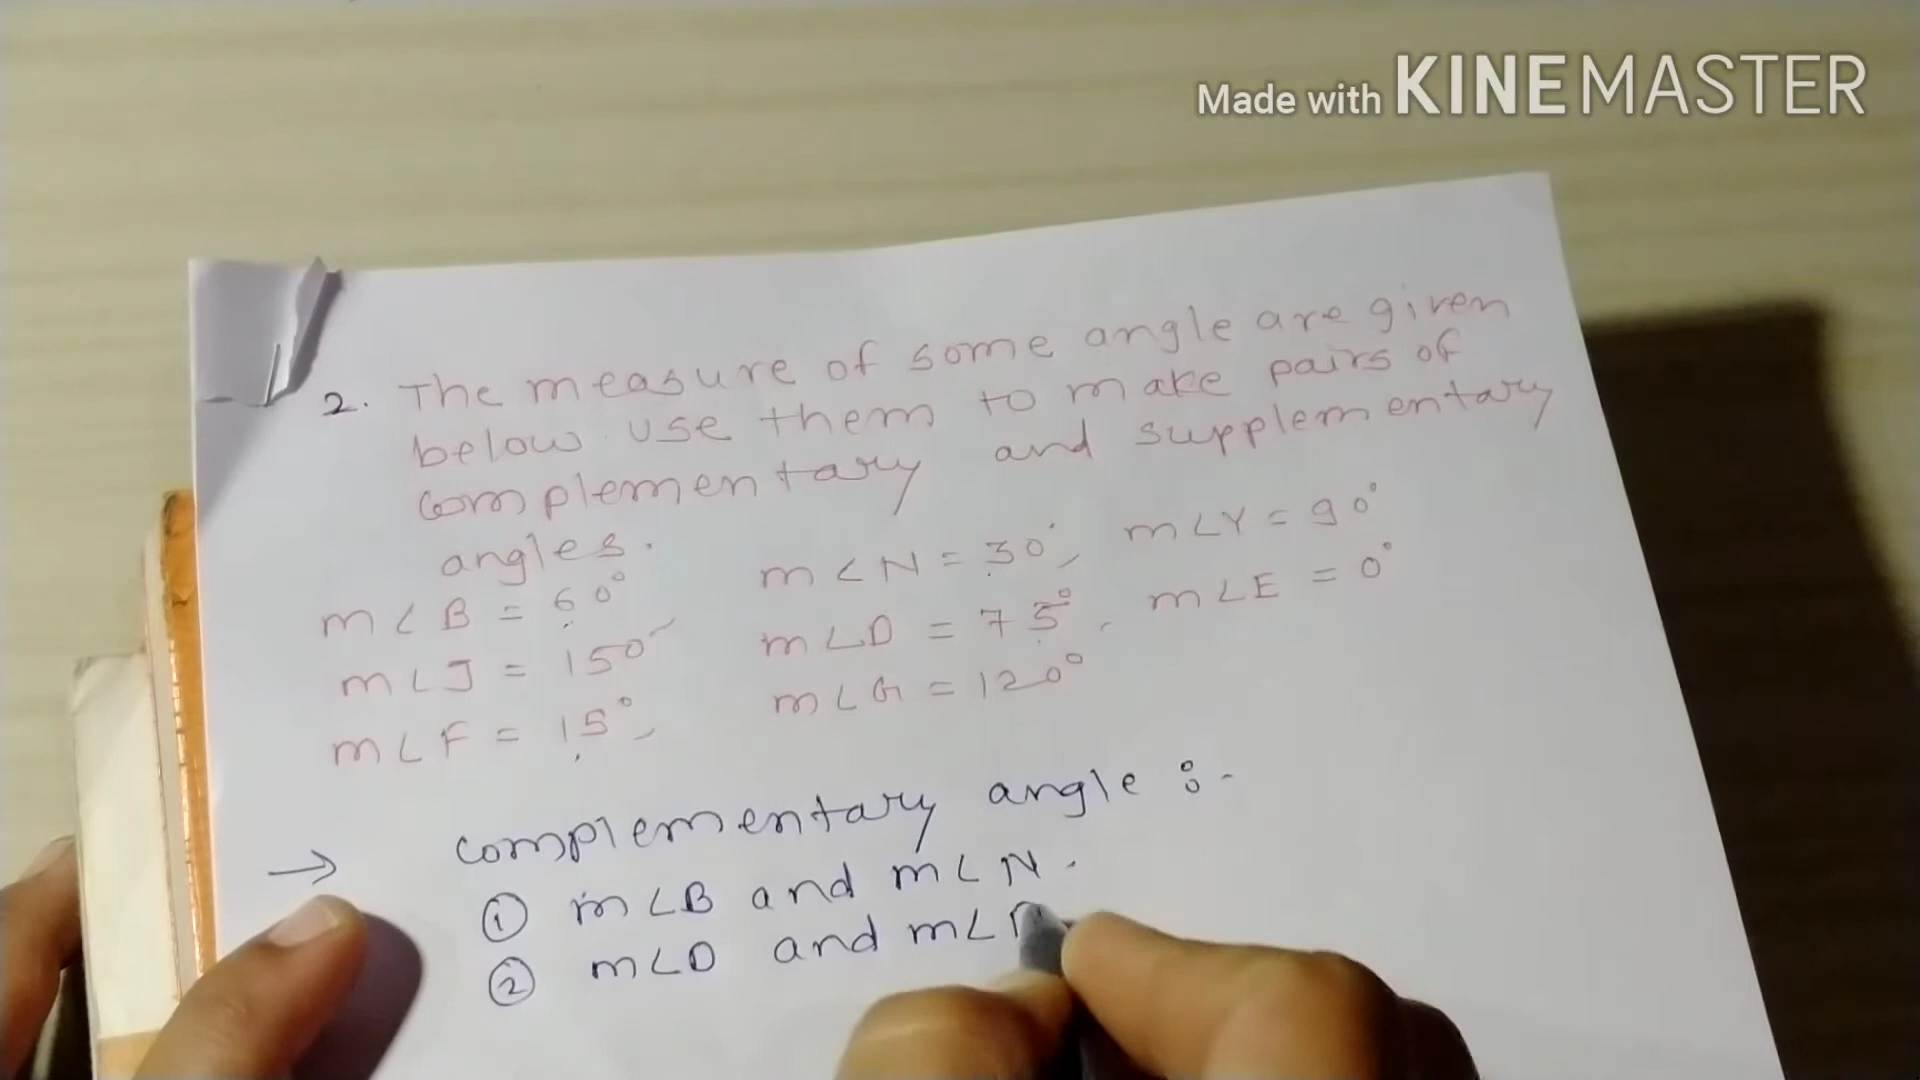 Made with KINEMASTER
2. The measure of some angle are given
below use them to make pairs of
complementary and supplementary
angles.
m∠B = 60° m∠N = 30°, m∠Y = 90°
m∠J = 150° m∠D = 75°, m∠E = 0°
m∠F = 15°, m∠G = 120°
→ complementary angle :-
① m∠B and m∠N.
② m∠D and m∠